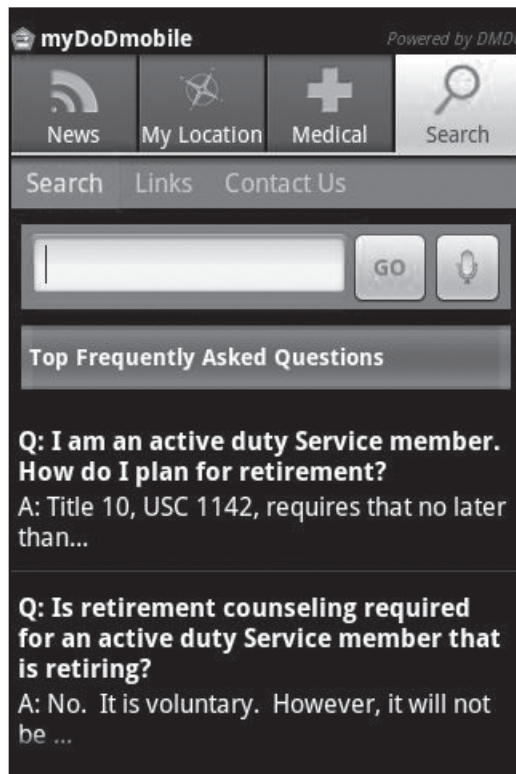 myDoDmobile Powered by DMDC
News My Location Medical Search
Search Links Contact Us
GO
Top Frequently Asked Questions
Q: I am an active duty Service member.
How do I plan for retirement?
A: Title 10, USC 1142, requires that no later
than...
Q: Is retirement counseling required
for an active duty Service member that
is retiring?
A: No. It is voluntary. However, it will not
be ...